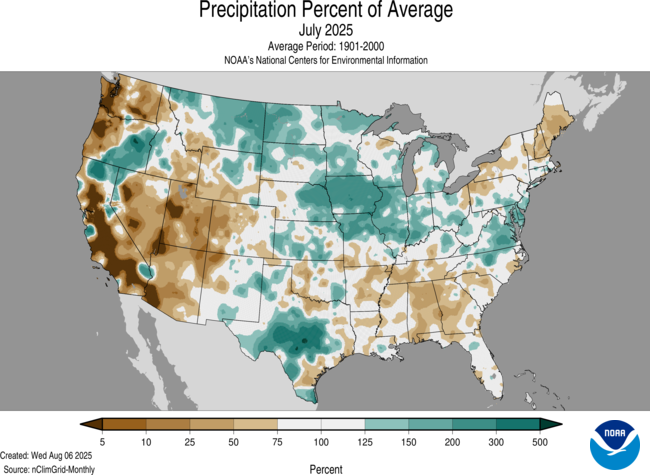 Precipitation Percent of Average
July 2025
Average Period: 1901-2000
NOAA's National Centers for Environmental Information
5 10 25 50 75 100 125 150 200 300 500
Percent
Created: Wed Aug 06 2025
Source: nClimGrid-Monthly
NOAA